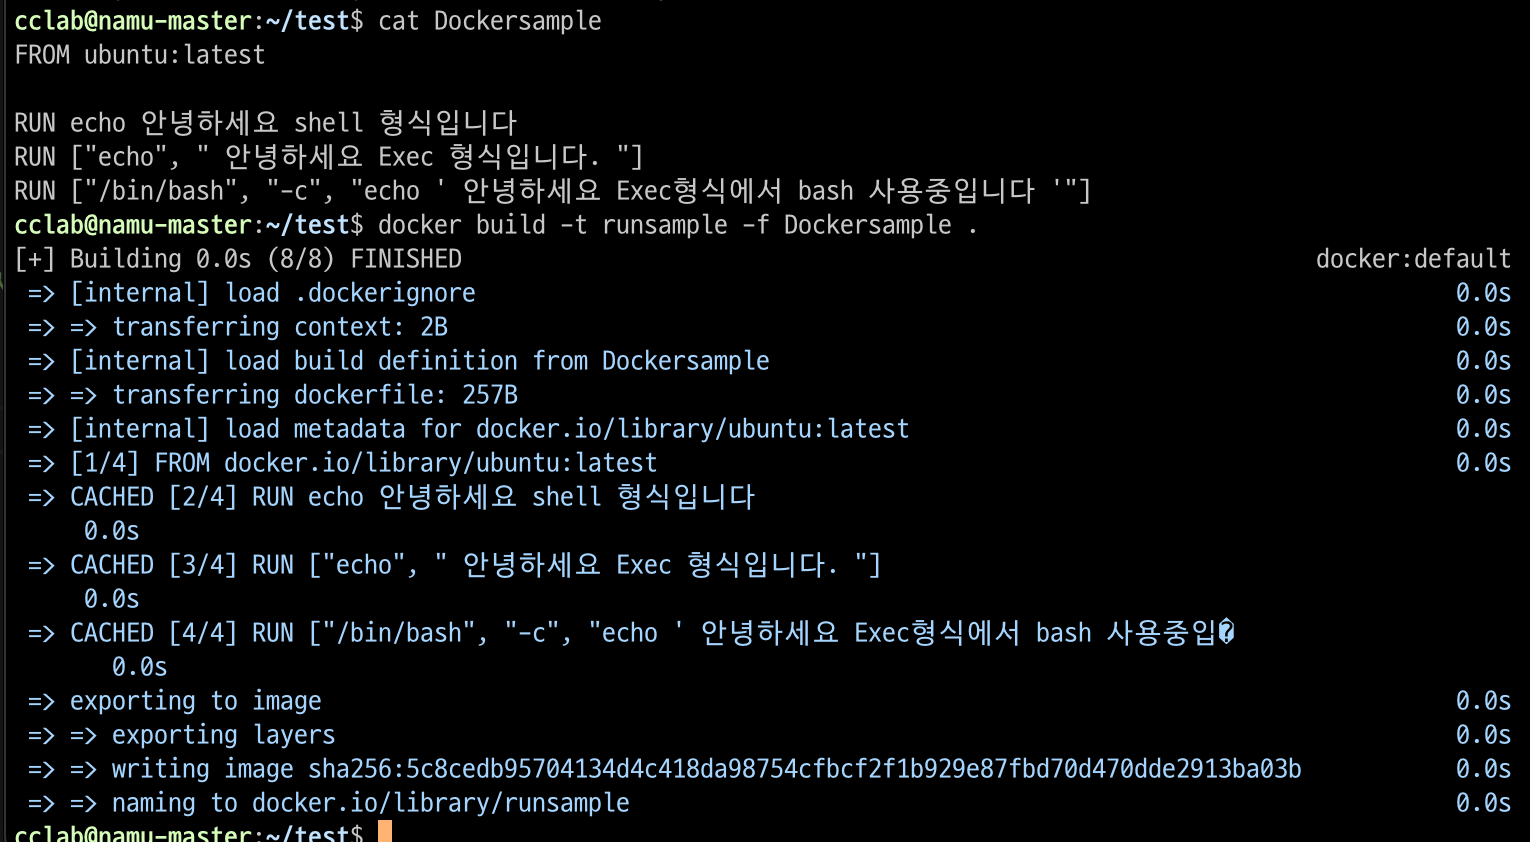 cclab@namu-master:~/test$ cat Dockersample
FROM ubuntu:latest
RUN echo 안녕하세요 shell 형식입니다
RUN ["echo", " 안녕하세요 Exec 형식입니다. "]
RUN ["/bin/bash", "-c", "echo ' 안녕하세요 Exec형식에서 bash 사용중입니다 '"]
cclab@namu-master:~/test$ docker build -t runsample -f Dockersample .
[+] Building 0.0s (8/8) FINISHED docker:default
=> [internal] load .dockerignore 0.0s
=> => transferring context: 2B 0.0s
=> [internal] load build definition from Dockersample 0.0s
=> => transferring dockerfile: 257B 0.0s
=> [internal] load metadata for docker.io/library/ubuntu:latest 0.0s
=> [1/4] FROM docker.io/library/ubuntu:latest 0.0s
=> CACHED [2/4] RUN echo 안녕하세요 shell 형식입니다
0.0s
=> CACHED [3/4] RUN ["echo", " 안녕하세요 Exec 형식입니다. "]
0.0s
=> CACHED [4/4] RUN ["/bin/bash", "-c", "echo ' 안녕하세요 Exec형식에서 bash 사용중입�
0.0s
=> exporting to image 0.0s
=> => exporting layers 0.0s
=> => writing image sha256:5c8cedb95704134d4c418da98754cfbcf2f1b929e87fbd70d470dde2913ba03b 0.0s
=> => naming to docker.io/library/runsample 0.0s
cclab@namu-master:~/test$